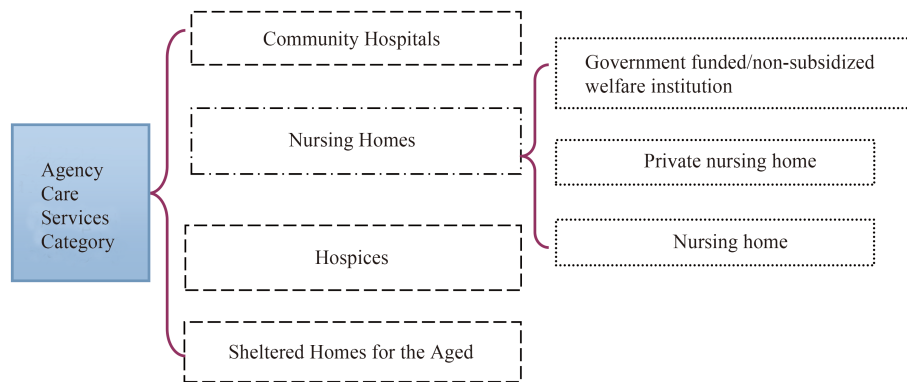 Agency
Care
Services
Category
Community Hospitals
Nursing Homes
Hospices
Sheltered Homes for the Aged
Government funded/non-subsidized
welfare institution
Private nursing home
Nursing home